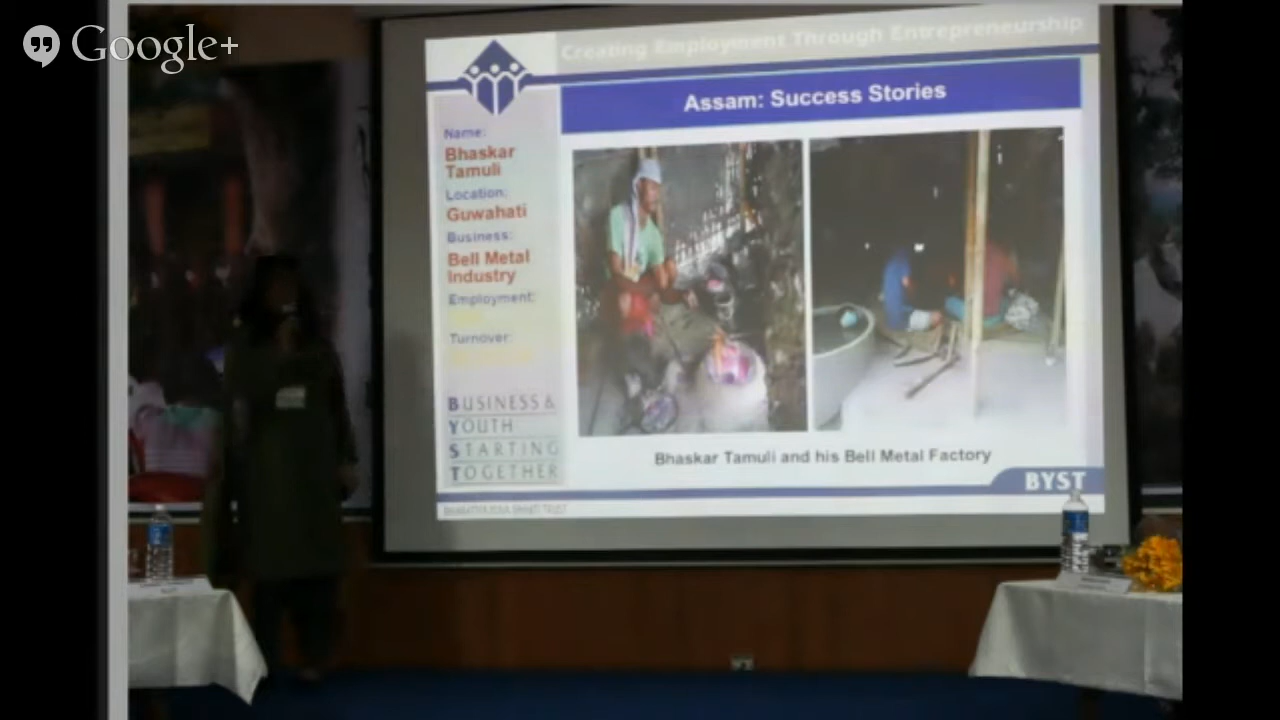 Google+
Creating Employment Through Entrepreneurship
Assam: Success Stories
Name:
Bhaskar
Tamuli
Location:
Guwahati
Business:
Bell Metal
Industry
Employment:
Turnover:
BUSINESS &
YOUTH
STARTING
TOGETHER
Bhaskar Tamuli and his Bell Metal Factory
BYST